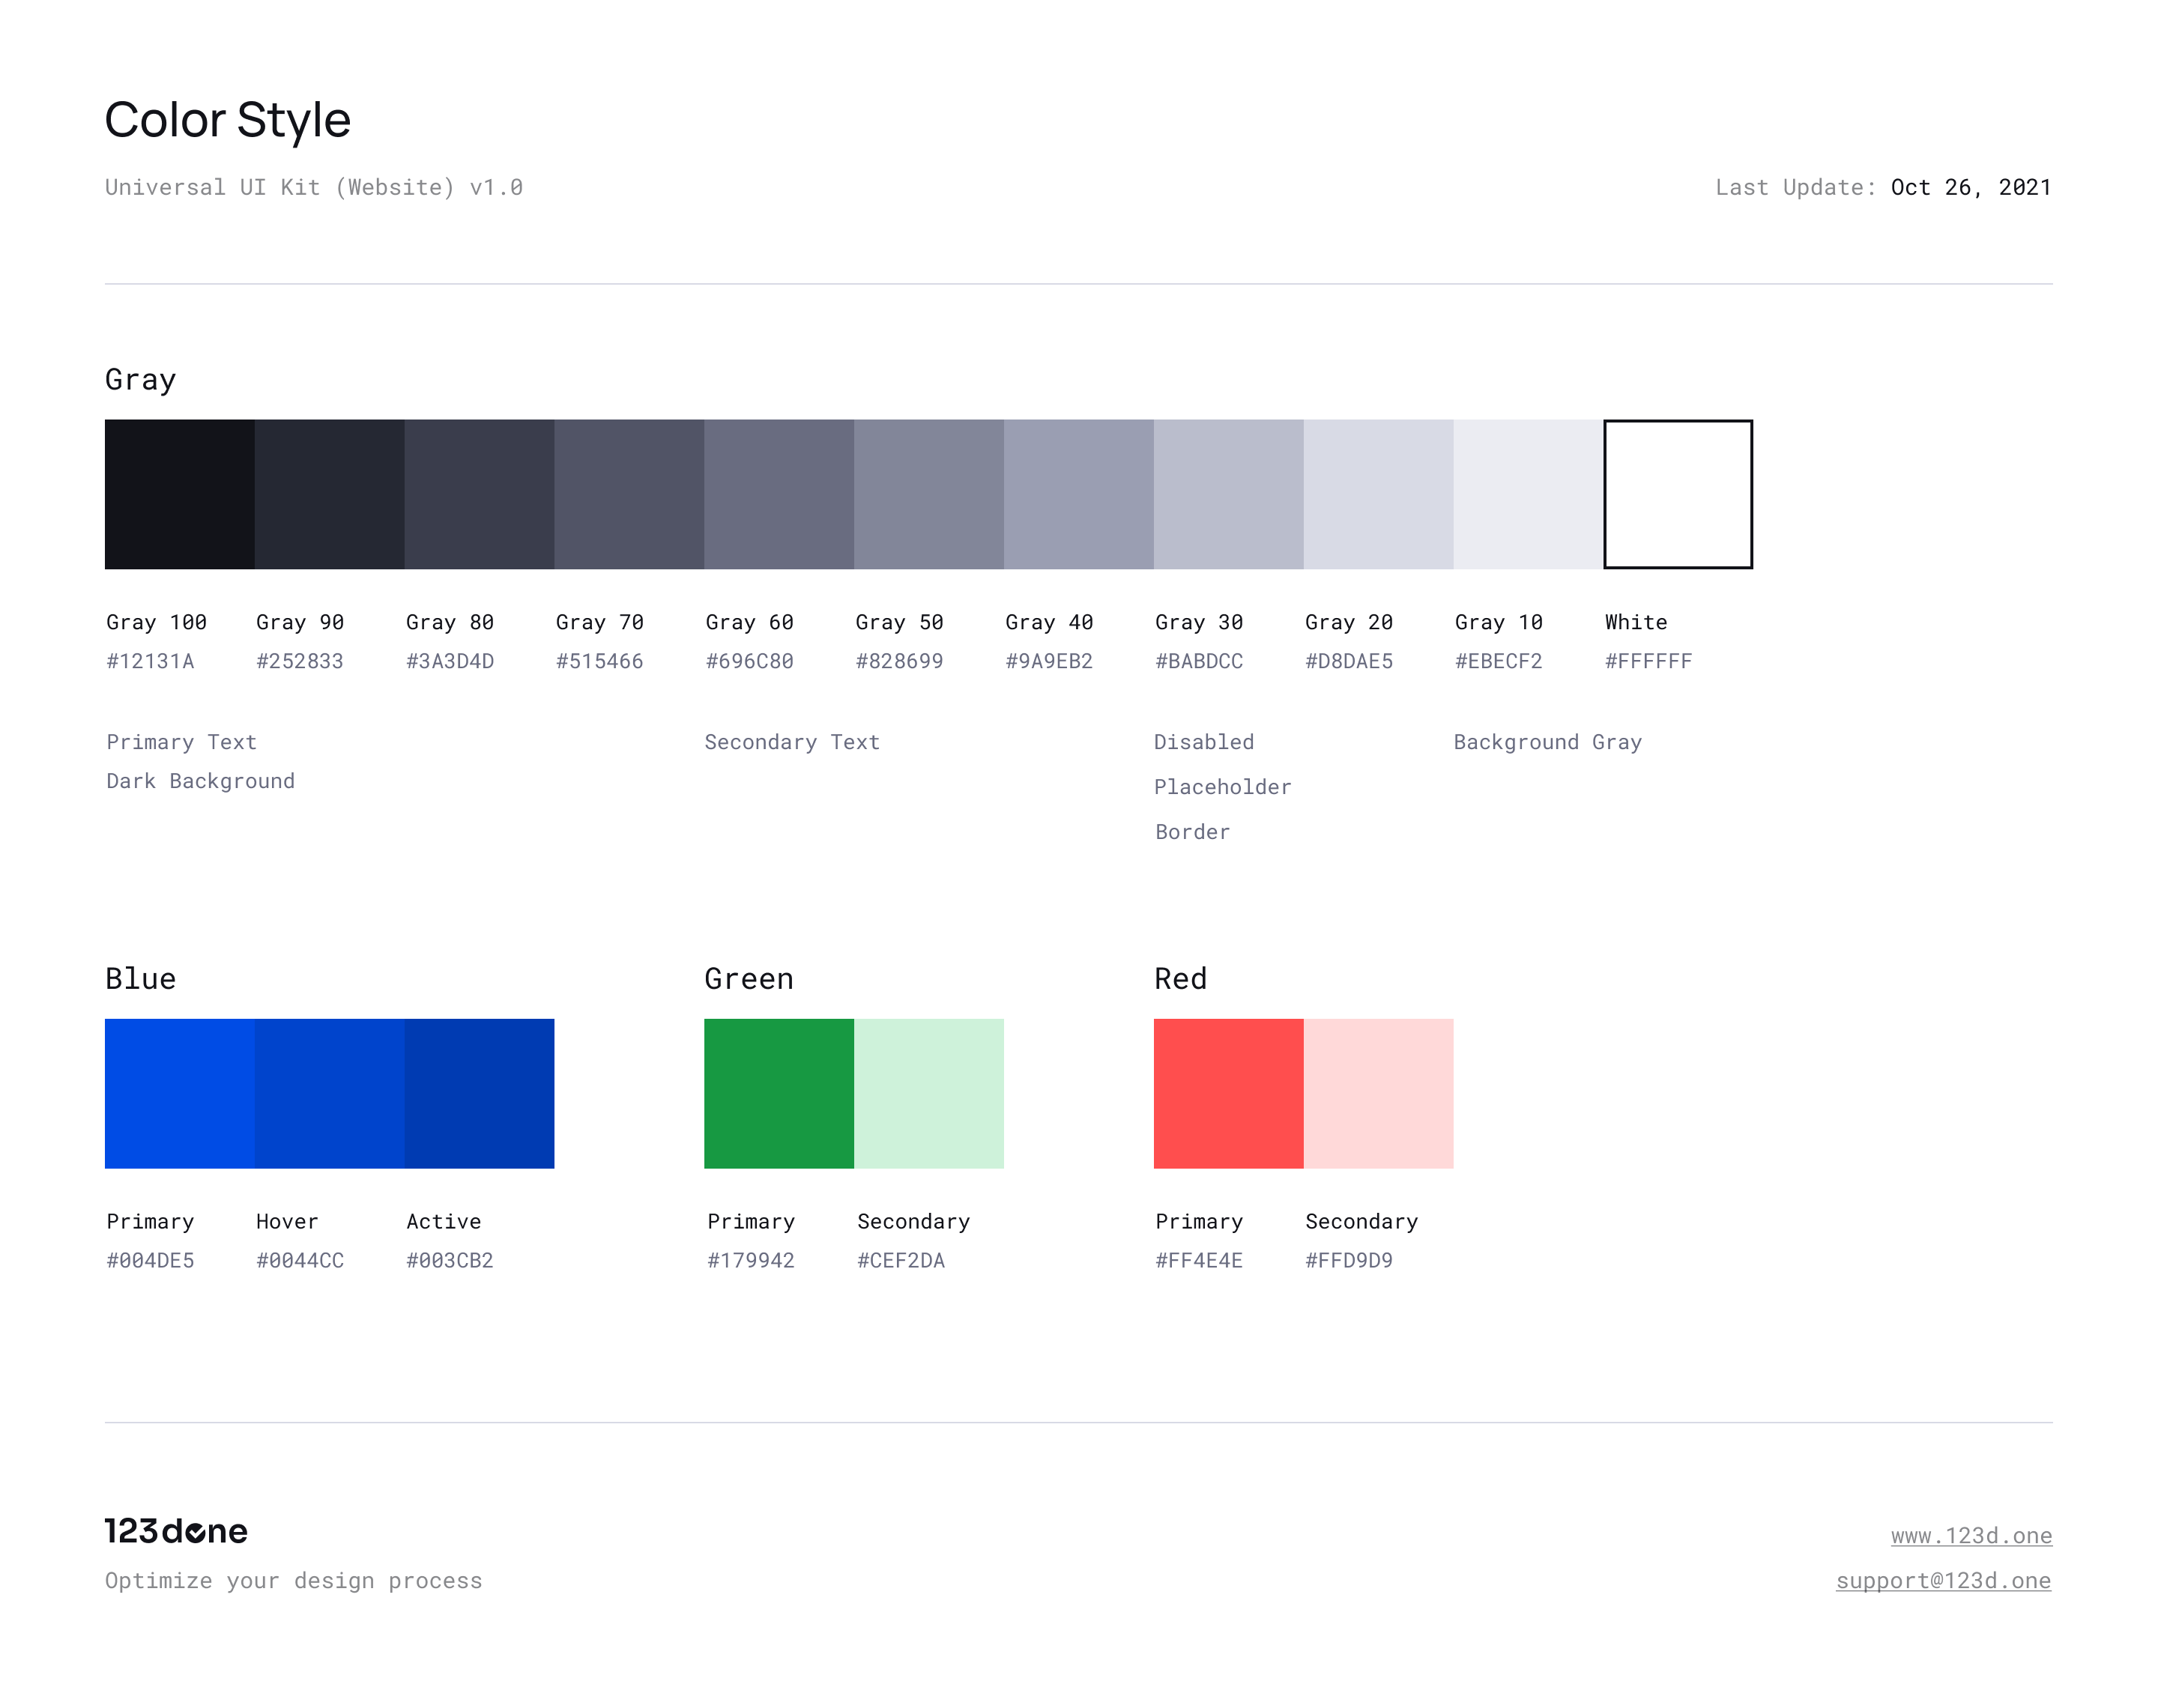 Color Style
Universal UI Kit (Website) v1.0
Last Update: Oct 26, 2021
Gray
Gray 100 Gray 90 Gray 80 Gray 70 Gray 60 Gray 50 Gray 40 Gray 30 Gray 20 Gray 10 White
#12131A #252833 #3A3D4D #515466 #696C80 #828699 #9A9EB2 #BABDCC #D8DAE5 #EBECF2 #FFFFFF
Primary Text Secondary Text Disabled Background Gray
Dark Background Placeholder
Border
Blue Green Red
Primary Hover Active Primary Secondary Primary Secondary
#004DE5 #0044CC #003CB2 #179942 #CEF2DA #FF4E4E #FFD9D9
123done
www.123d.one
Optimize your design process
support@123d.one